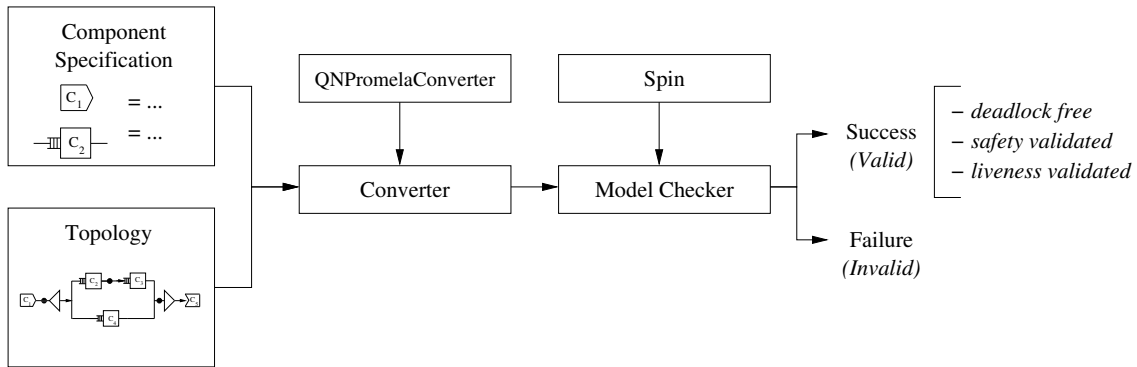 Component
Specification
C1 = ...
C2 = ...
Topology
C1
C2
C3
C4
C5
QNPromelaConverter
Spin
Converter
Model Checker
Success
(Valid)
– deadlock free
– safety validated
– liveness validated
Failure
(Invalid)